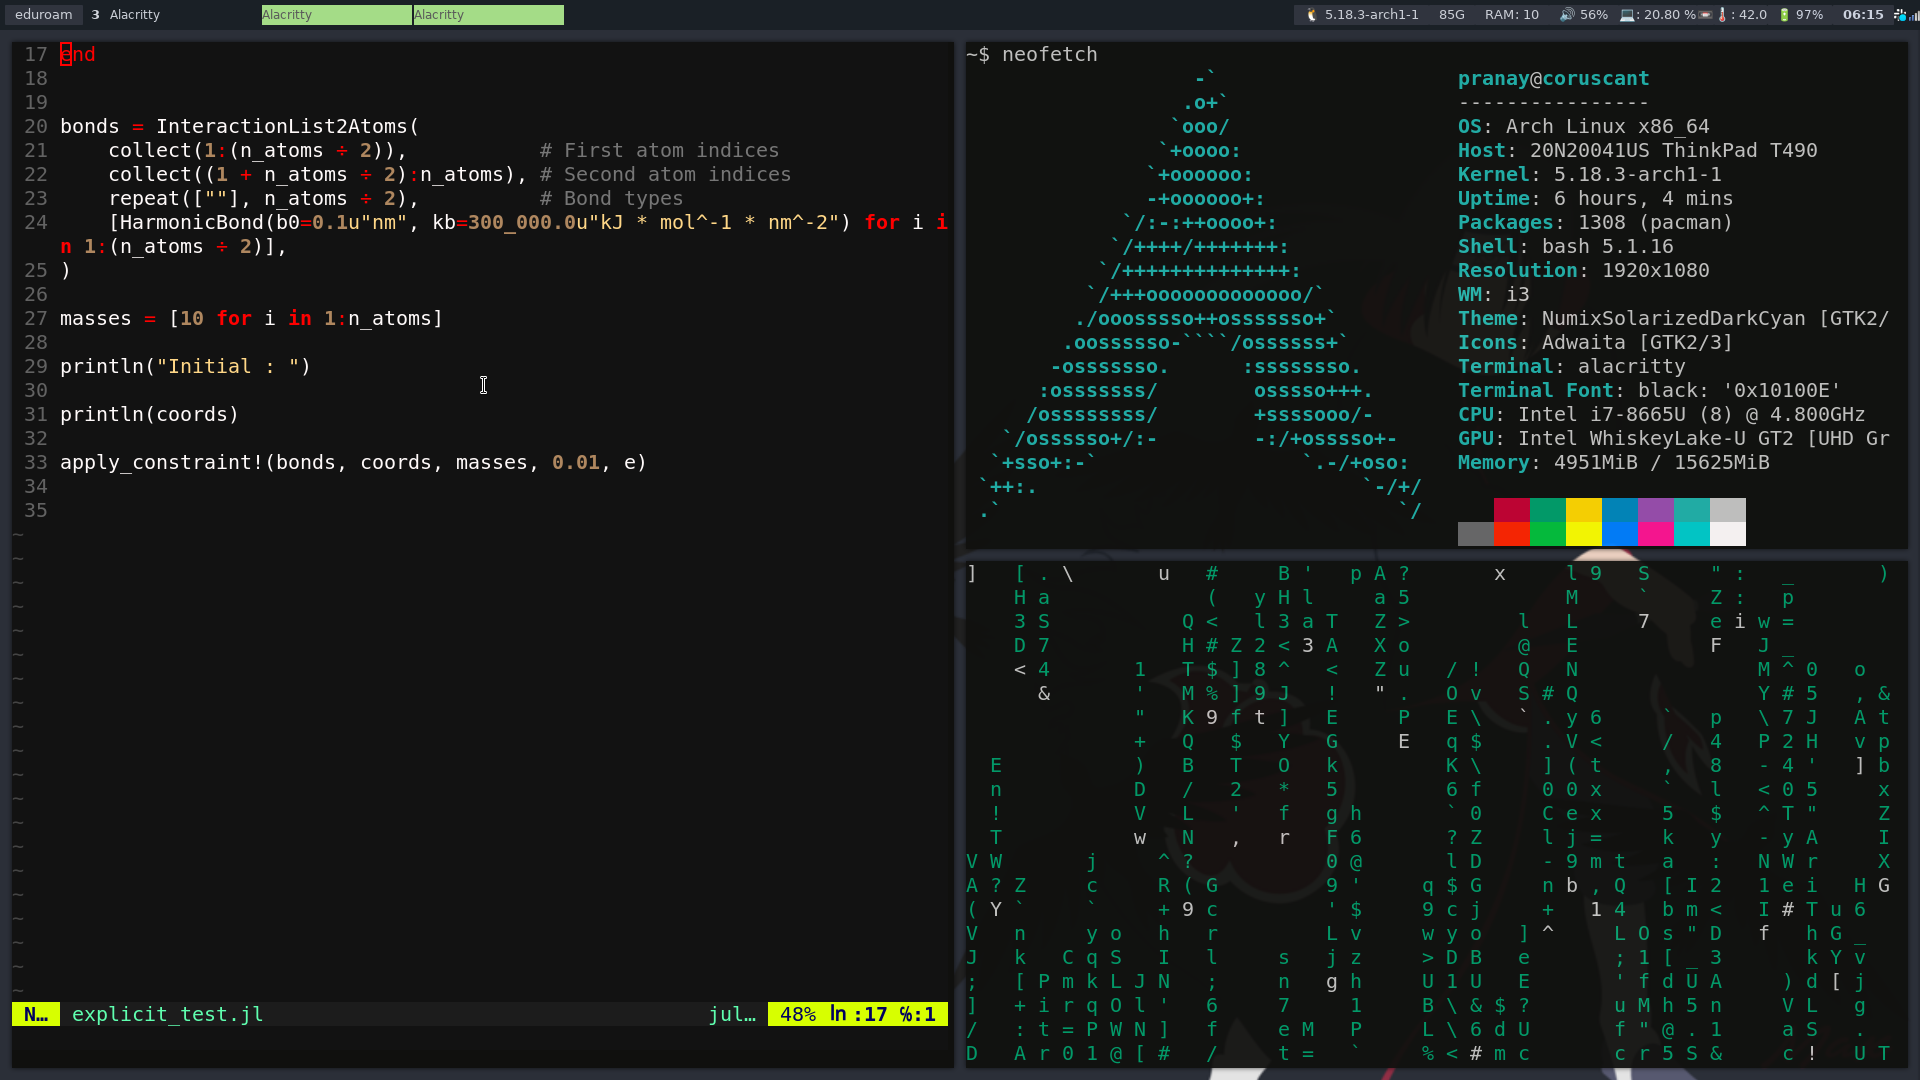 eduroam 3 Alacritty Alacritty Alacritty 5.18.3-arch1-1 85G RAM: 10 56% : 20.80 % : 42.0 97% 06:15
17 end
18
19
20 bonds = InteractionList2Atoms(
21     collect(1:(n_atoms ÷ 2)),           # First atom indices
22     collect((1 + n_atoms ÷ 2):n_atoms), # Second atom indices
23     repeat([""], n_atoms ÷ 2),          # Bond types
24     [HarmonicBond(b0=0.1u"nm", kb=300_000.0u"kJ * mol^-1 * nm^-2") for i i
n 1:(n_atoms ÷ 2)],
25 )
26
27 masses = [10 for i in 1:n_atoms]
28
29 println("Initial : ")
30
31 println(coords)
32
33 apply_constraint!(bonds, coords, masses, 0.01, e)
34
35
N… explicit_test.jl jul… 48% ln :17 ℅:1
~$ neofetch
pranay@coruscant
----------------
OS: Arch Linux x86_64
Host: 20N20041US ThinkPad T490
Kernel: 5.18.3-arch1-1
Uptime: 6 hours, 4 mins
Packages: 1308 (pacman)
Shell: bash 5.1.16
Resolution: 1920x1080
WM: i3
Theme: NumixSolarizedDarkCyan [GTK2/
Icons: Adwaita [GTK2/3]
Terminal: alacritty
Terminal Font: black: '0x10100E'
CPU: Intel i7-8665U (8) @ 4.800GHz
GPU: Intel WhiskeyLake-U GT2 [UHD Gr
Memory: 4951MiB / 15625MiB